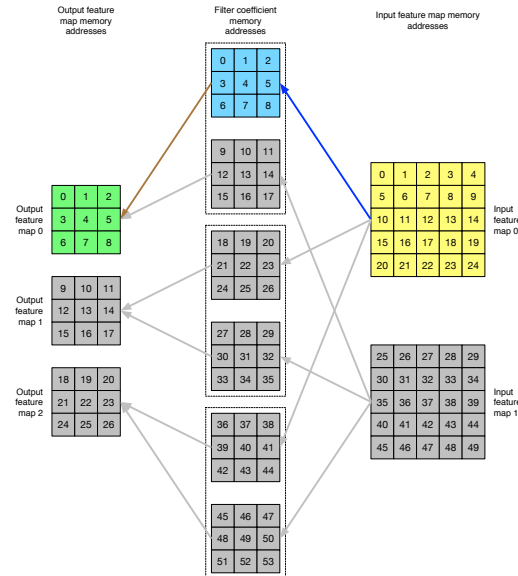 Output feature
map memory
addresses
Filter coefficient
memory
addresses
Input feature map memory
addresses
0 1 2
3 4 5
6 7 8
9 10 11
12 13 14
15 16 17
18 19 20
21 22 23
24 25 26
27 28 29
30 31 32
33 34 35
36 37 38
39 40 41
42 43 44
45 46 47
48 49 50
51 52 53
Output
feature
map 0
0 1 2
3 4 5
6 7 8
Output
feature
map 1
9 10 11
12 13 14
15 16 17
Output
feature
map 2
18 19 20
21 22 23
24 25 26
0 1 2 3 4
5 6 7 8 9
10 11 12 13 14
15 16 17 18 19
20 21 22 23 24
Input
feature
map 0
25 26 27 28 29
30 31 32 33 34
35 36 37 38 39
40 41 42 43 44
45 46 47 48 49
Input
feature
map 1